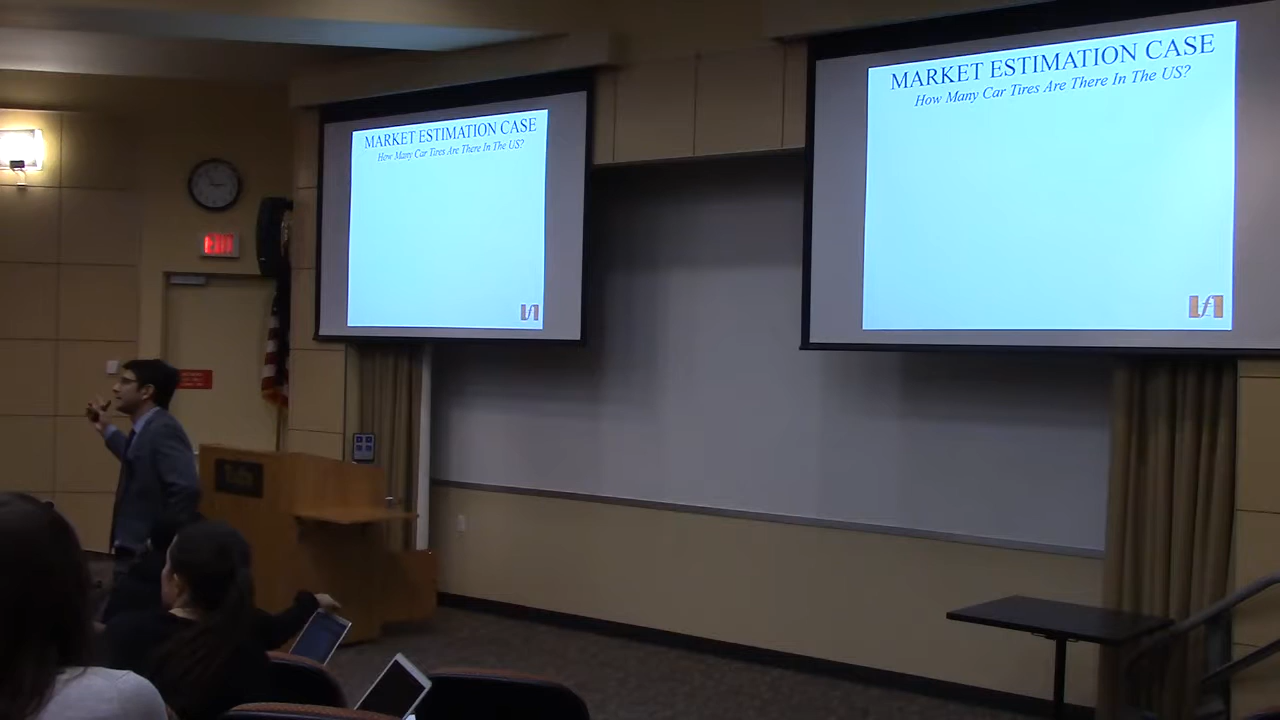 MARKET ESTIMATION CASE
How Many Car Tires Are There In The US?
MARKET ESTIMATION CASE
How Many Car Tires Are There In The US?
EXIT
Tufts